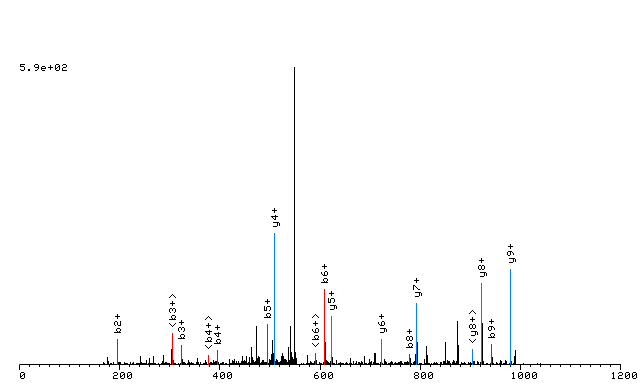 5.9e+02
b2+
<b3+>
b3+
<b4+>
b4+
b5+
y4+
<b6+>
b6+
y5+
y6+
b8+
y7+
<y8+>
y8+
b9+
y9+
0 200 400 600 800 1000 1200